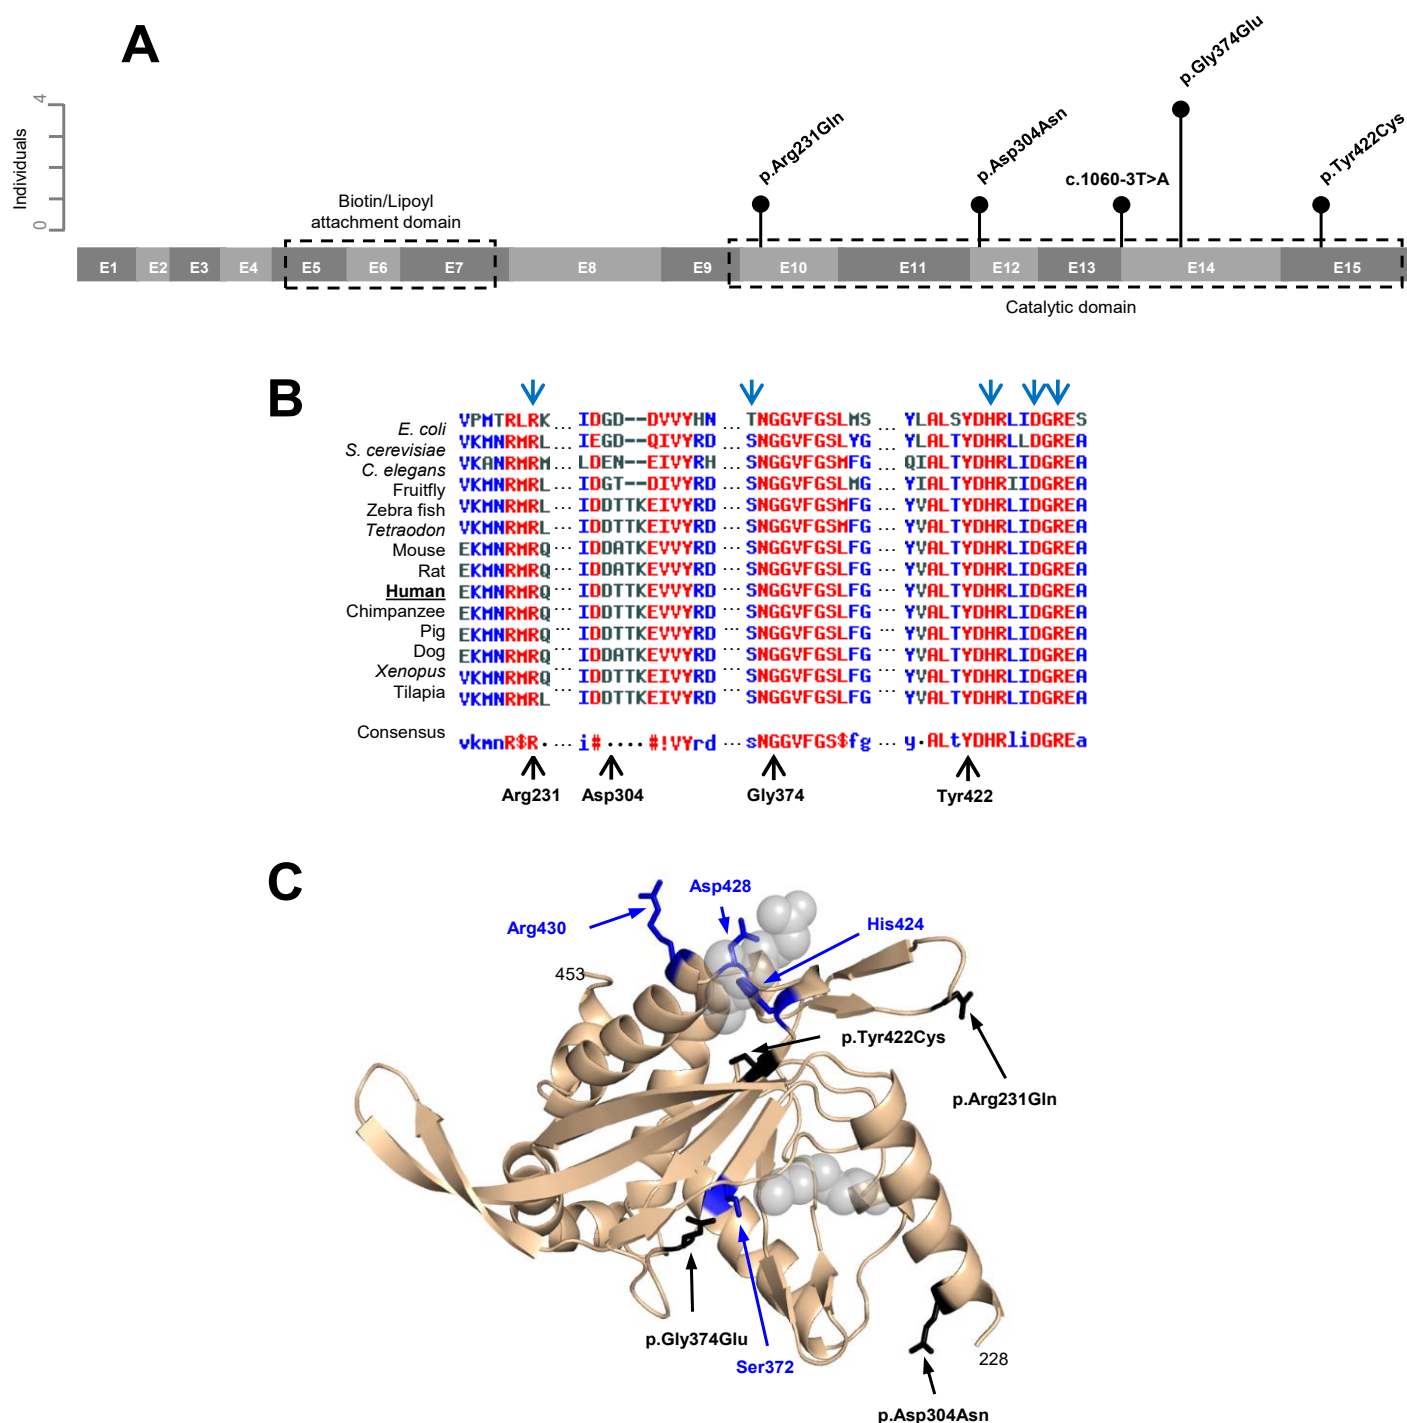 A
Individuals
4
0
p.Arg231Gln
p.Asp304Asn
c.1060-3T>A
p.Gly374Glu
p.Tyr422Cys
Biotin/Lipoyl
attachment domain
E1 E2 E3 E4 E5 E6 E7 E8 E9 E10 E11 E12 E13 E14 E15
Catalytic domain
B
E. coli VPMTRLRK ... IDGD--DVVYHN ... TNGGVFGSLMS ... YLALSYDHRLIDGRES
S. cerevisiae VKMNRMRL ... IEGD--QIVYRD ... SNGGVFGSLYG ... YLALTYDHRLLDGREA
C. elegans VKANRMRM ... LDEN--EIVYRH ... SNGGVFGSMFG ... QIALTYDHRLIDGREA
Fruitfly VKMNRMRL ... IDGT--DIVYRD ... SNGGVFGSLMG ... YIALTYDHRIIDGREA
Zebra fish VKMNRMRL ... IDDTTKEIVYRD ... SNGGVFGSMFG ... YVALTYDHRLIDGREA
Tetraodon VKMNRMRL ... IDDTTKEIVYRD ... SNGGVFGSMFG ... YVALTYDHRLIDGREA
Mouse EKMNRMRQ ... IDDATKEVVYRD ... SNGGVFGSLFG ... YVALTYDHRLIDGREA
Rat EKMNRMRQ ... IDDATKEVVYRD ... SNGGVFGSLFG ... YVALTYDHRLIDGREA
Human EKMNRMRQ ... IDDTTKEVVYRD ... SNGGVFGSLFG ... YVALTYDHRLIDGREA
Chimpanzee EKMNRMRQ ... IDDTTKEVVYRD ... SNGGVFGSLFG ... YVALTYDHRLIDGREA
Pig EKMNRMRQ ... IDDTTKEVVYRD ... SNGGVFGSLFG ... YVALTYDHRLIDGREA
Dog EKMNRMRQ ... IDDATKEVVYRD ... SNGGVFGSLFG ... YVALTYDHRLIDGREA
Xenopus VKMNRMRQ ... IDDTTKEIVYRD ... SNGGVFGSLFG ... YVALTYDHRLIDGREA
Tilapia VKMNRMRL ... IDDTTKEIVYRD ... SNGGVFGSLFG ... YVALTYDHRLIDGREA
Consensus vkmnR$R. ... i#....#!VYrd ... sNGGVFGS$fg ... y.ALtYDHRliDGREa
Arg231 Asp304 Gly374 Tyr422
C
Asp428
Arg430
His424
453
p.Tyr422Cys
p.Arg231Gln
p.Gly374Glu
Ser372
228
p.Asp304Asn